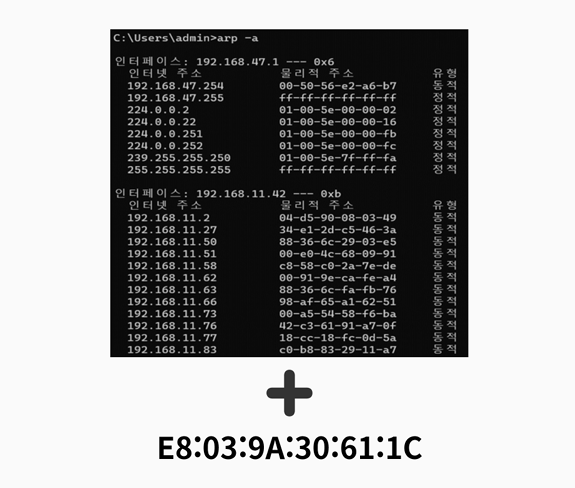 C:\Users\admin>arp -a
인터페이스: 192.168.47.1 --- 0x6
인터넷 주소 물리적 주소 유형
192.168.47.254 00-50-56-e2-a6-b7 동적
192.168.47.255 ff-ff-ff-ff-ff-ff 정적
224.0.0.2 01-00-5e-00-00-02 정적
224.0.0.22 01-00-5e-00-00-16 정적
224.0.0.251 01-00-5e-00-00-fb 정적
224.0.0.252 01-00-5e-00-00-fc 정적
239.255.255.250 01-00-5e-7f-ff-fa 정적
255.255.255.255 ff-ff-ff-ff-ff-ff 정적
인터페이스: 192.168.11.42 --- 0xb
인터넷 주소 물리적 주소 유형
192.168.11.2 04-d5-90-08-03-49 동적
192.168.11.27 34-e1-2d-c5-46-3a 동적
192.168.11.50 88-36-6c-29-03-e5 동적
192.168.11.51 00-e0-4c-68-09-91 동적
192.168.11.58 c8-58-c0-2a-7e-de 동적
192.168.11.62 00-91-9e-ca-fe-a4 동적
192.168.11.63 88-36-6c-fa-fb-76 동적
192.168.11.66 98-af-65-a1-62-51 동적
192.168.11.73 00-a5-54-58-f6-ba 동적
192.168.11.76 42-c3-61-91-a7-0f 동적
192.168.11.77 18-cc-18-fc-0d-5a 동적
192.168.11.83 c0-b8-83-29-11-a7 동적
E8:03:9A:30:61:1C